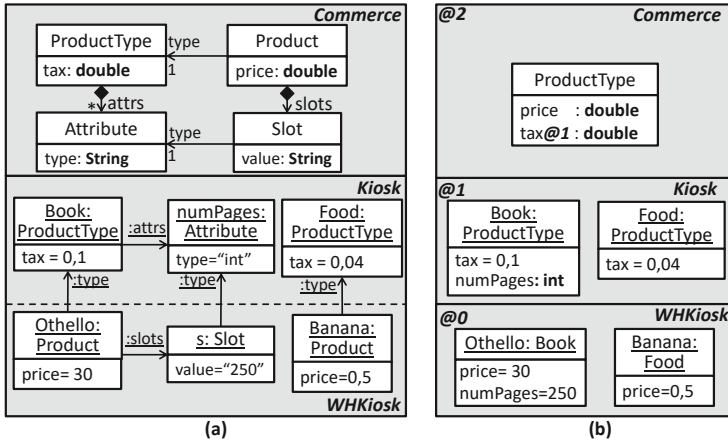 Commerce
ProductType
tax: double
type
1
Product
price: double
* attrs
slots
Attribute
type: String
type
1
Slot
value: String
Kiosk
Book:
ProductType
tax = 0,1
:attrs
numPages:
Attribute
type="int"
Food:
ProductType
tax = 0,04
:type
:type
:type
Othello:
Product
price= 30
:slots
s: Slot
value="250"
Banana:
Product
price=0,5
WHKiosk
(a)
@2
Commerce
ProductType
price : double
tax@1 : double
@1
Kiosk
Book:
ProductType
tax = 0,1
numPages: int
Food:
ProductType
tax = 0,04
@0
WHKiosk
Othello: Book
price= 30
numPages=250
Banana:
Food
price=0,5
(b)